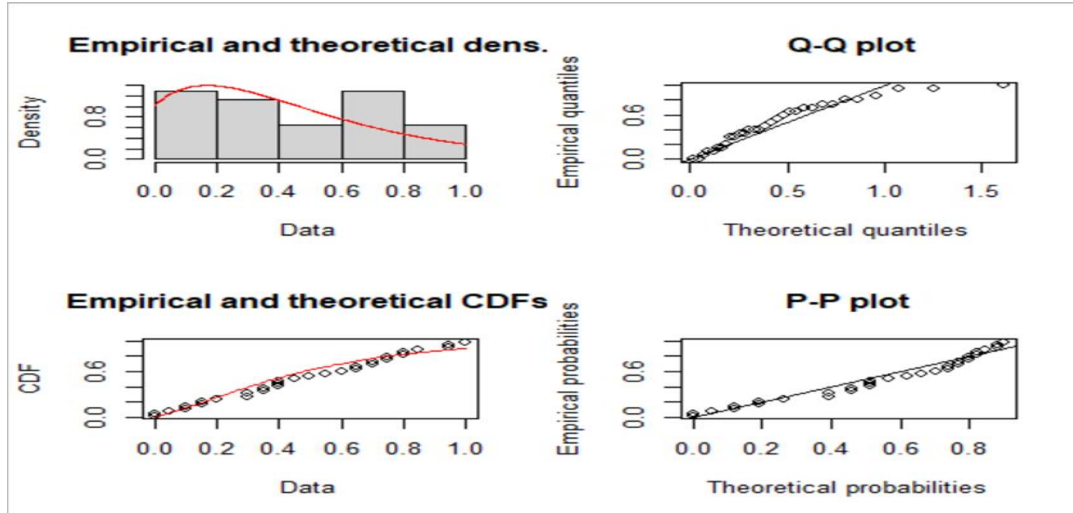 Empirical and theoretical dens.
Density
0.0 0.8
0.0 0.2 0.4 0.6 0.8 1.0
Data
Q-Q plot
Empirical quantiles
0.0 0.6
0.0 0.5 1.0 1.5
Theoretical quantiles
Empirical and theoretical CDFs
CDF
0.0 0.6
0.0 0.2 0.4 0.6 0.8 1.0
Data
P-P plot
Empirical probabilities
0.0 0.6
0.0 0.2 0.4 0.6 0.8
Theoretical probabilities